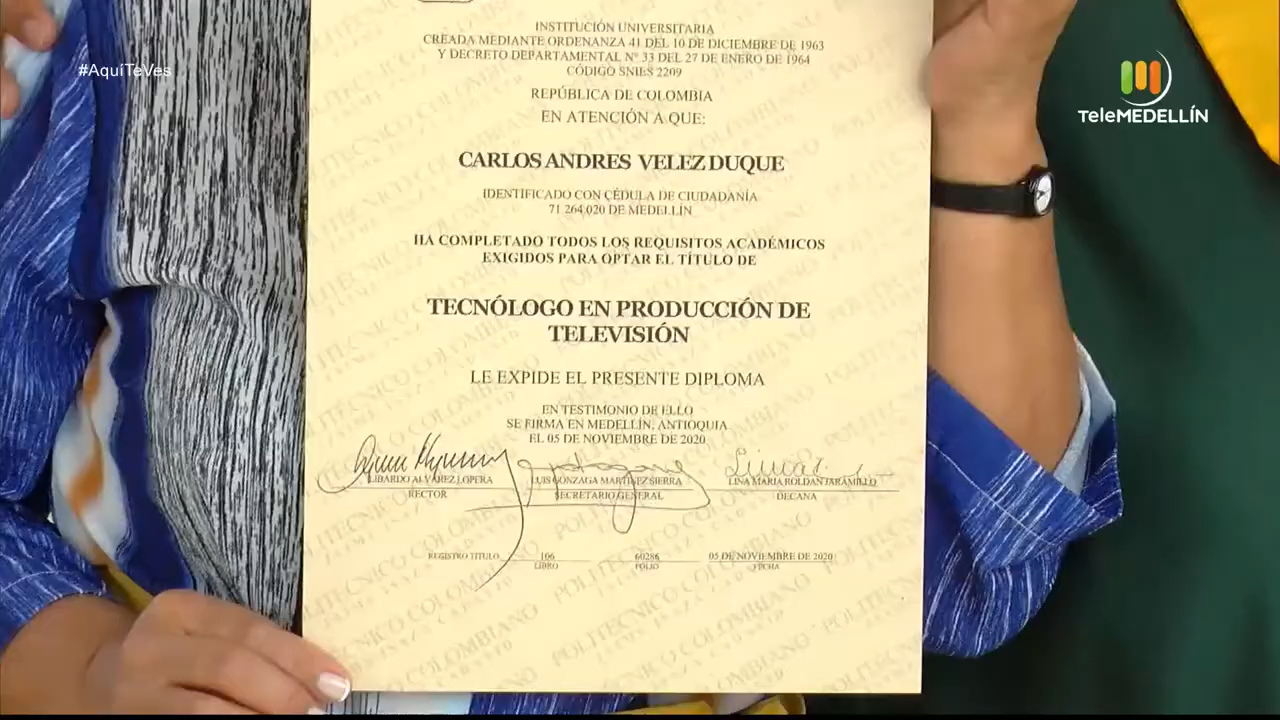 #AquíTeVes
TeleMEDELLÍN
INSTITUCIÓN UNIVERSITARIA
CREADA MEDIANTE ORDENANZA 41 DEL 10 DE DICIEMBRE DE 1963
Y DECRETO DEPARTAMENTAL Nº 33 DEL 27 DE ENERO DE 1964
CÓDIGO SNIES 2209
REPÚBLICA DE COLOMBIA
EN ATENCIÓN A QUE:
CARLOS ANDRES VELEZ DUQUE
IDENTIFICADO CON CÉDULA DE CIUDADANÍA
71 264 020 DE MEDELLÍN
HA COMPLETADO TODOS LOS REQUISITOS ACADÉMICOS
EXIGIDOS PARA OPTAR EL TÍTULO DE
TECNÓLOGO EN PRODUCCIÓN DE
TELEVISIÓN
LE EXPIDE EL PRESENTE DIPLOMA
EN TESTIMONIO DE ELLO
SE FIRMA EN MEDELLÍN, ANTIOQUIA
EL 05 DE NOVIEMBRE DE 2020
LIBARDO ALVAREZ LOPERA LUIS GONZAGA MARTINEZ SIERRA LINA MARIA ROLDAN JARAMILLO
RECTOR SECRETARIO GENERAL DECANA
REGISTRO TÍTULO 106 60286 05 DE NOVIEMBRE DE 2020
LIBRO FOLIO FECHA
POLITÉCNICO COLOMBIANO